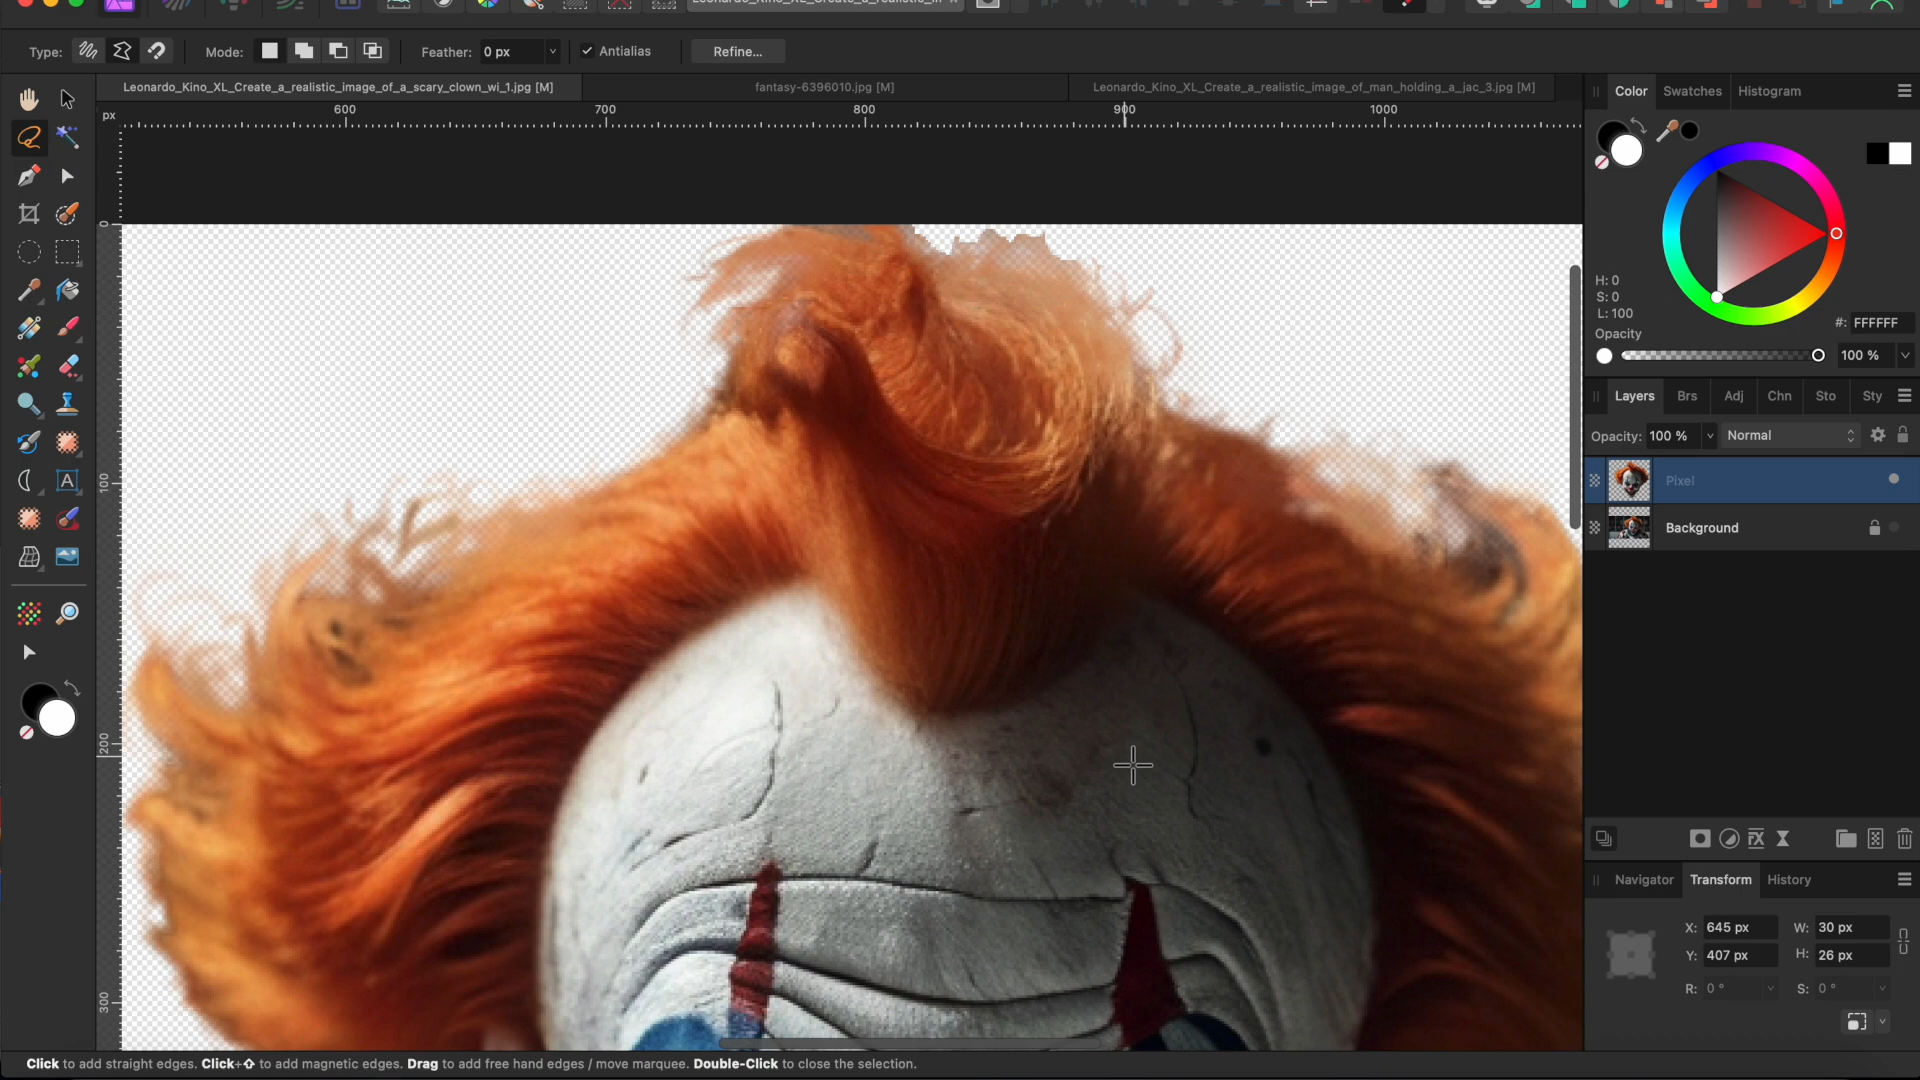 Leonardo_Kino_XL_Create_a_realistic_in
Type: Mode: Feather: 0 px Antialias Refine...
Leonardo_Kino_XL_Create_a_realistic_image_of_a_scary_clown_wi_1.jpg [M] fantasy-6396010.jpg [M] Leonardo_Kino_XL_Create_a_realistic_image_of_man_holding_a_jac_3.jpg [M]
Color Swatches Histogram
px 600 700 800 900 1000
0
100
200
300
H: 0
S: 0
L: 100
#: FFFFFF
Opacity
100 %
Layers Brs Adj Chn Sto Sty
Opacity: 100 % Normal
Pixel
Background
FX
A
Navigator Transform History
X: 645 px W: 30 px
Y: 407 px H: 26 px
R: 0 ° S: 0 °
Click to add straight edges. Click+⇧ to add magnetic edges. Drag to add free hand edges / move marquee. Double-Click to close the selection.